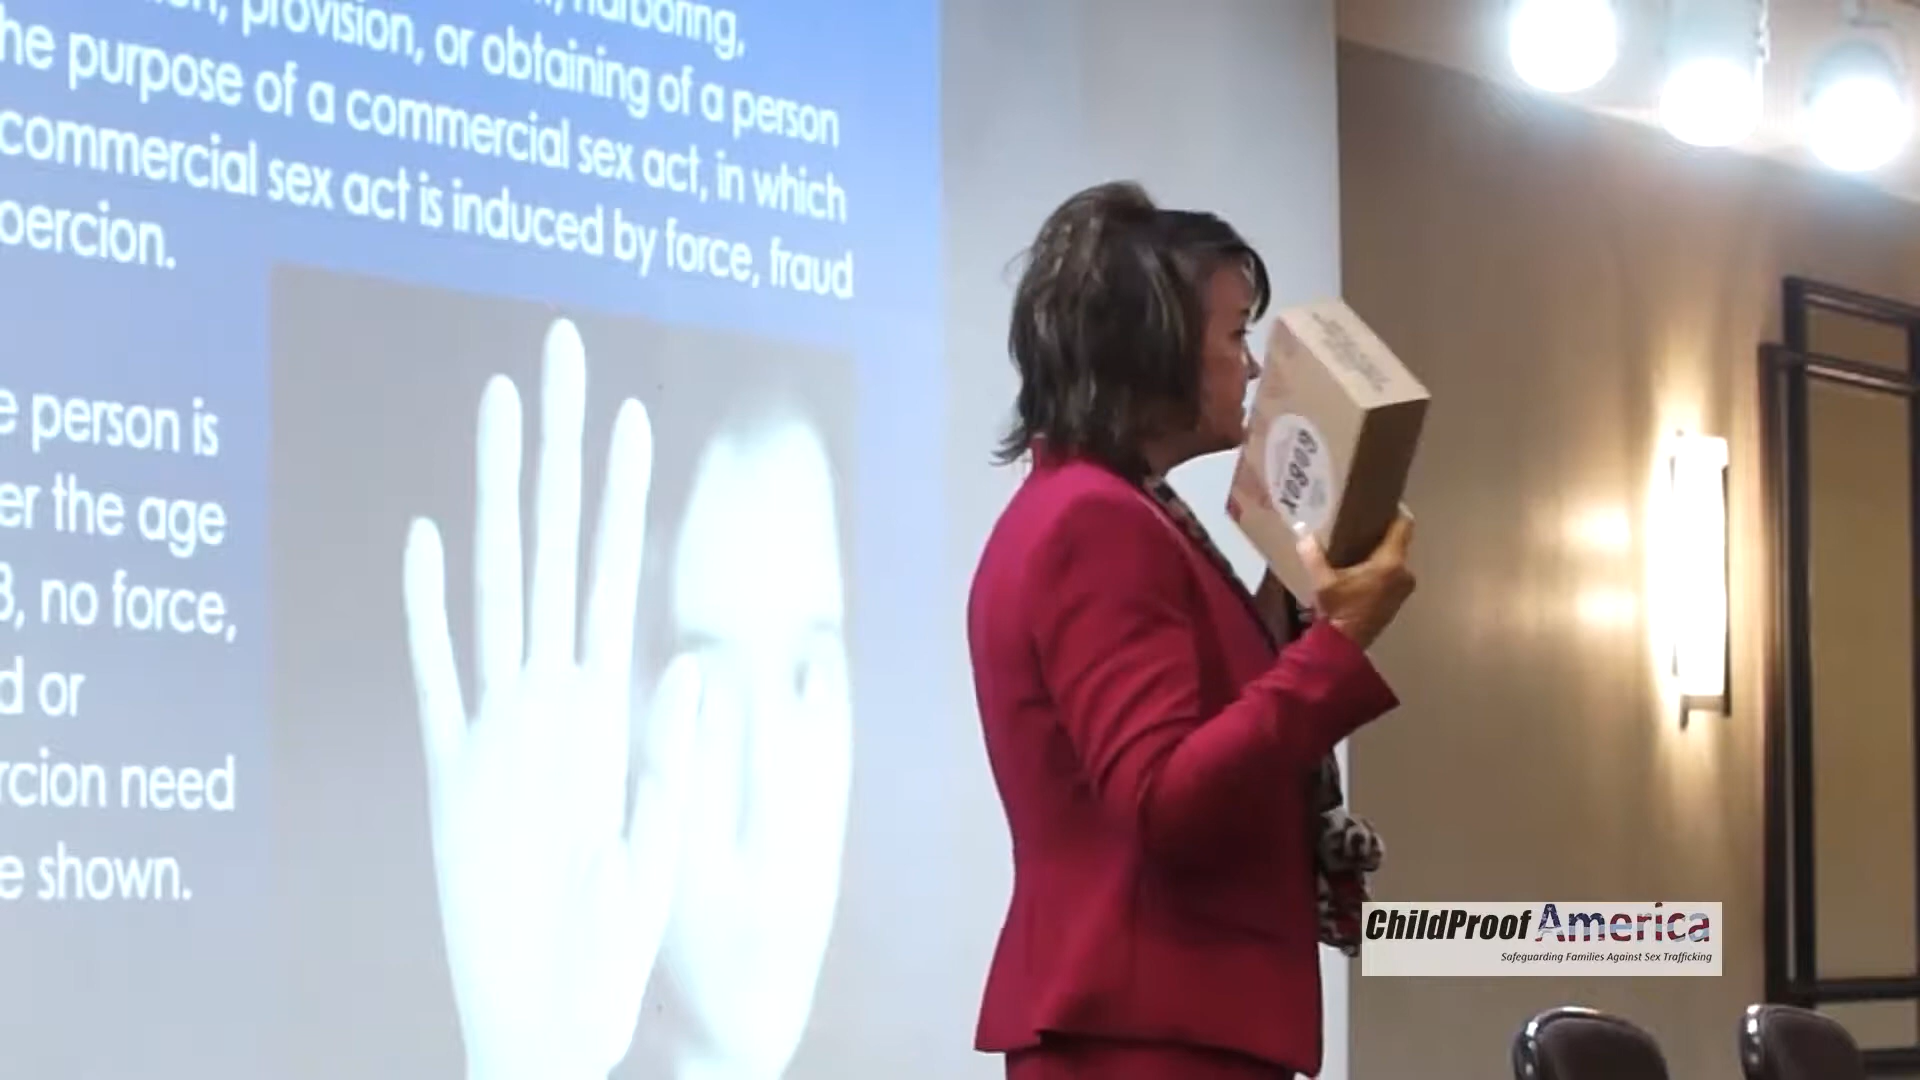 harboring,
provision, or obtaining of a person
he purpose of a commercial sex act, in which
commercial sex act is induced by force, fraud
oercion.
e person is
er the age
8, no force,
d or
rcion need
e shown.
ChildProof America
Safeguarding Families Against Sex Trafficking